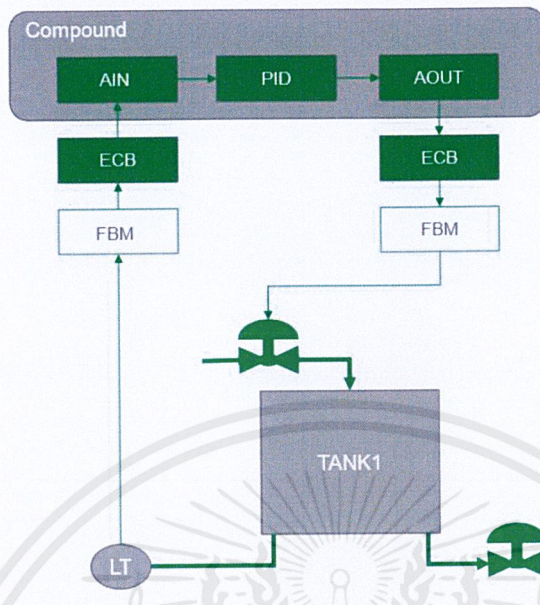 Compound
AIN
PID
AOUT
ECB
ECB
FBM
FBM
TANK1
LT